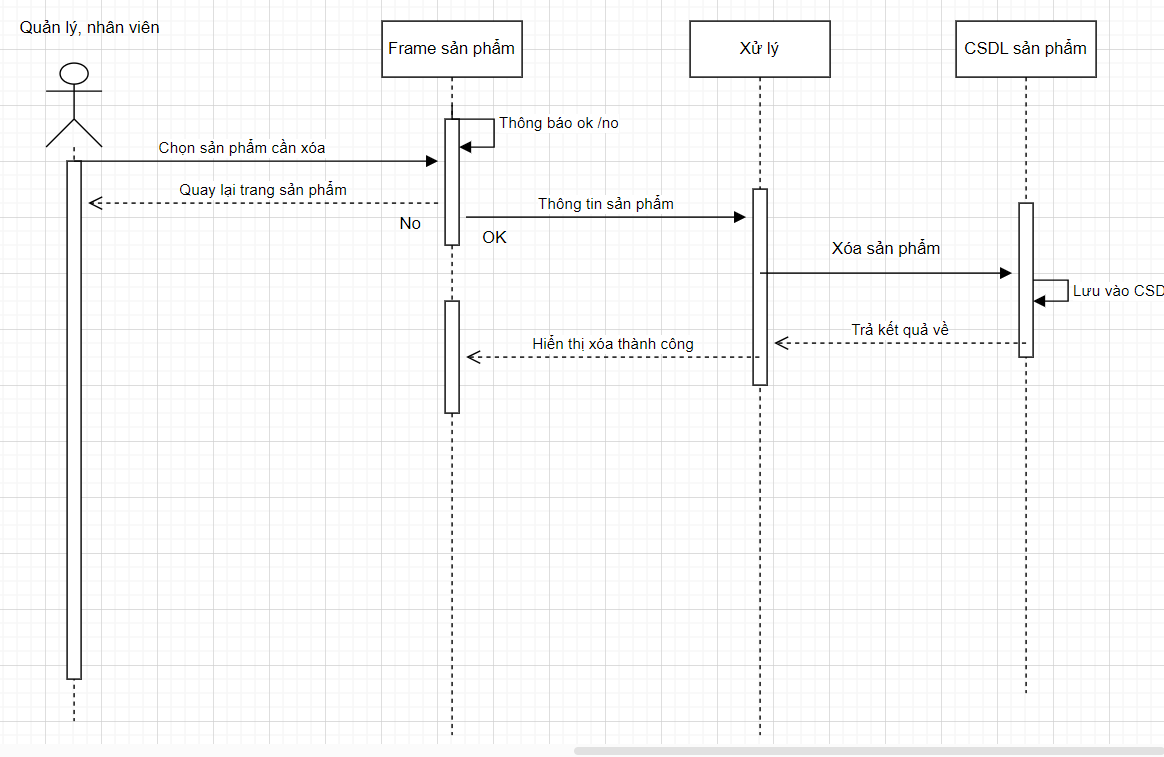 Quản lý, nhân viên
Frame sản phẩm
Xử lý
CSDL sản phẩm
Thông báo ok /no
Chọn sản phẩm cần xóa
Quay lại trang sản phẩm
Thông tin sản phẩm
No
OK
Xóa sản phẩm
Lưu vào CSD
Trả kết quả về
Hiển thị xóa thành công